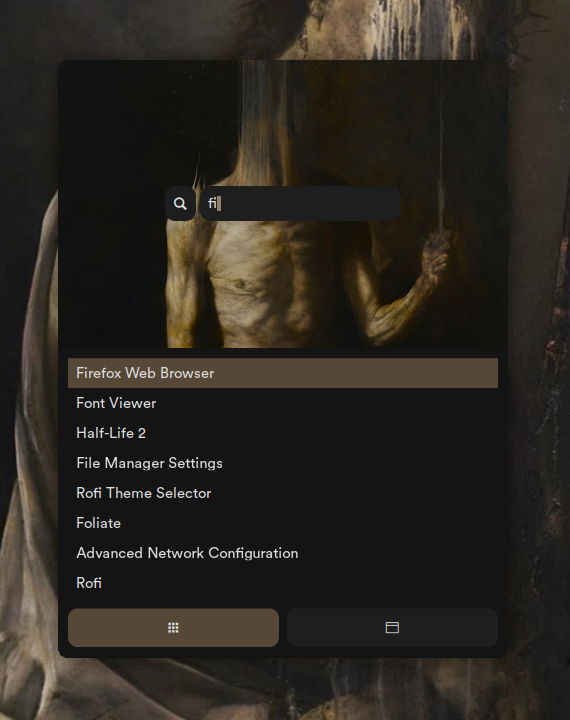 fi
Firefox Web Browser
Font Viewer
Half-Life 2
File Manager Settings
Rofi Theme Selector
Foliate
Advanced Network Configuration
Rofi